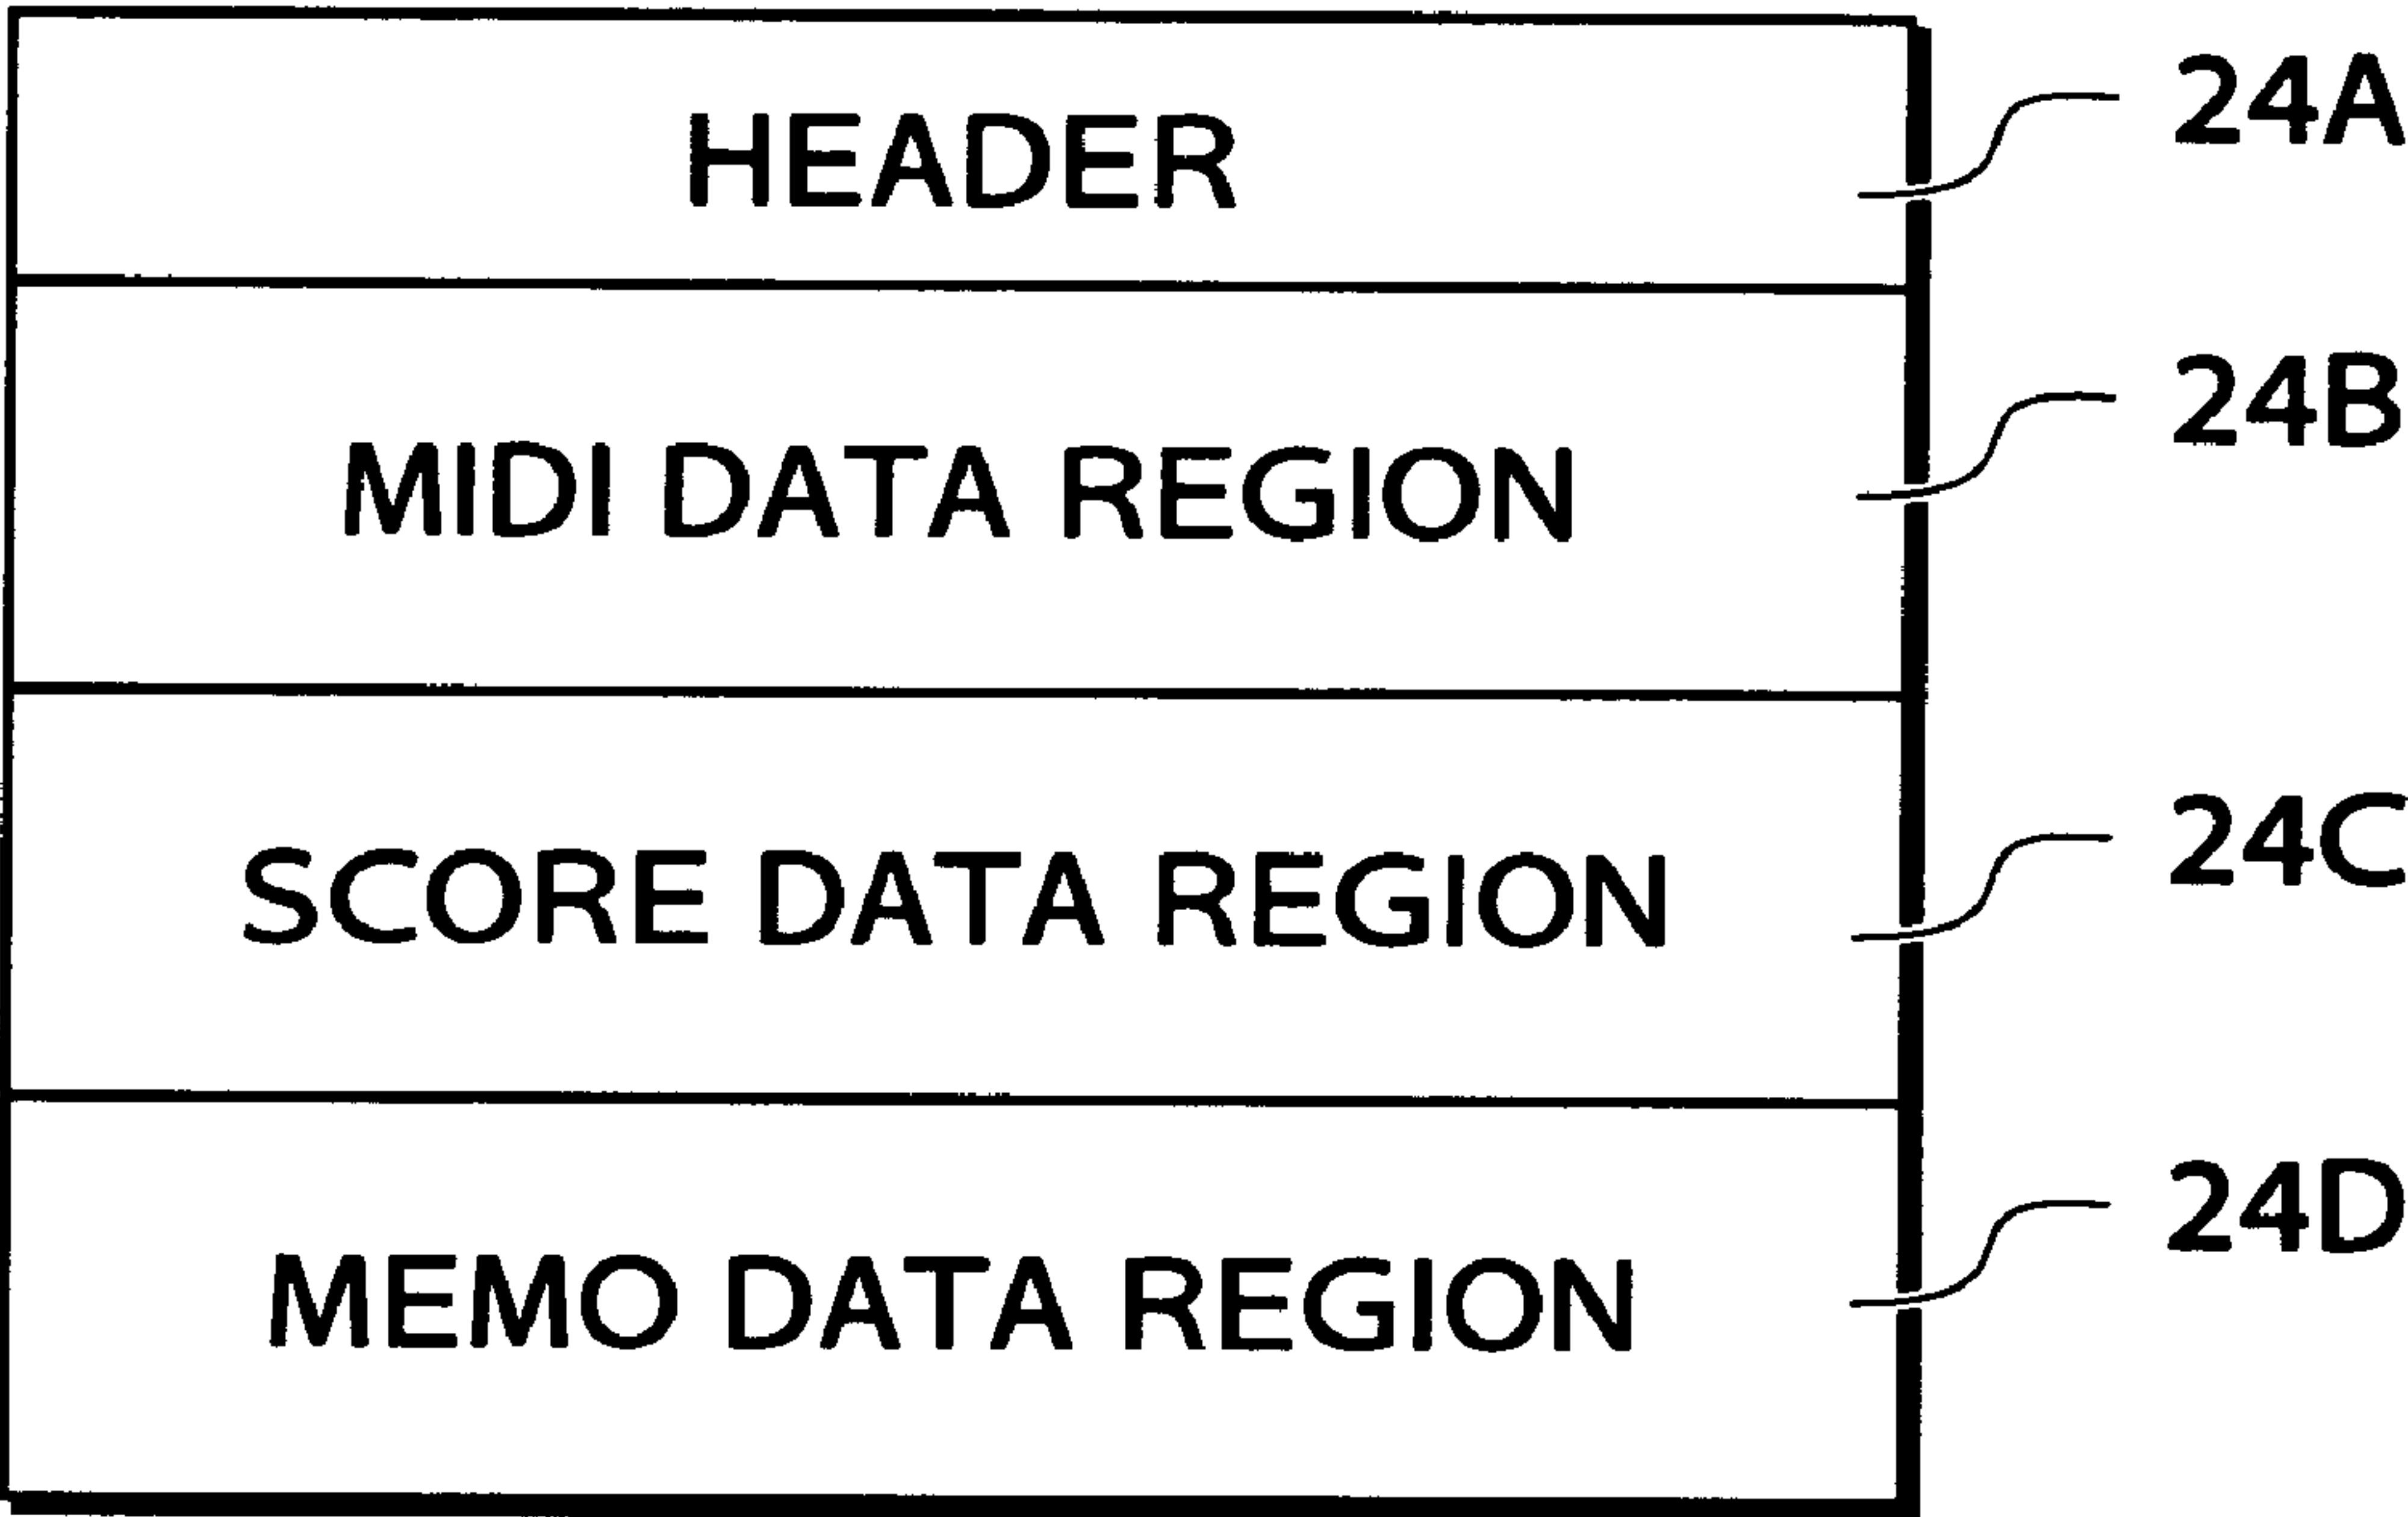 HEADER 24A
MIDI DATA REGION 24B
SCORE DATA REGION 24C
MEMO DATA REGION 24D